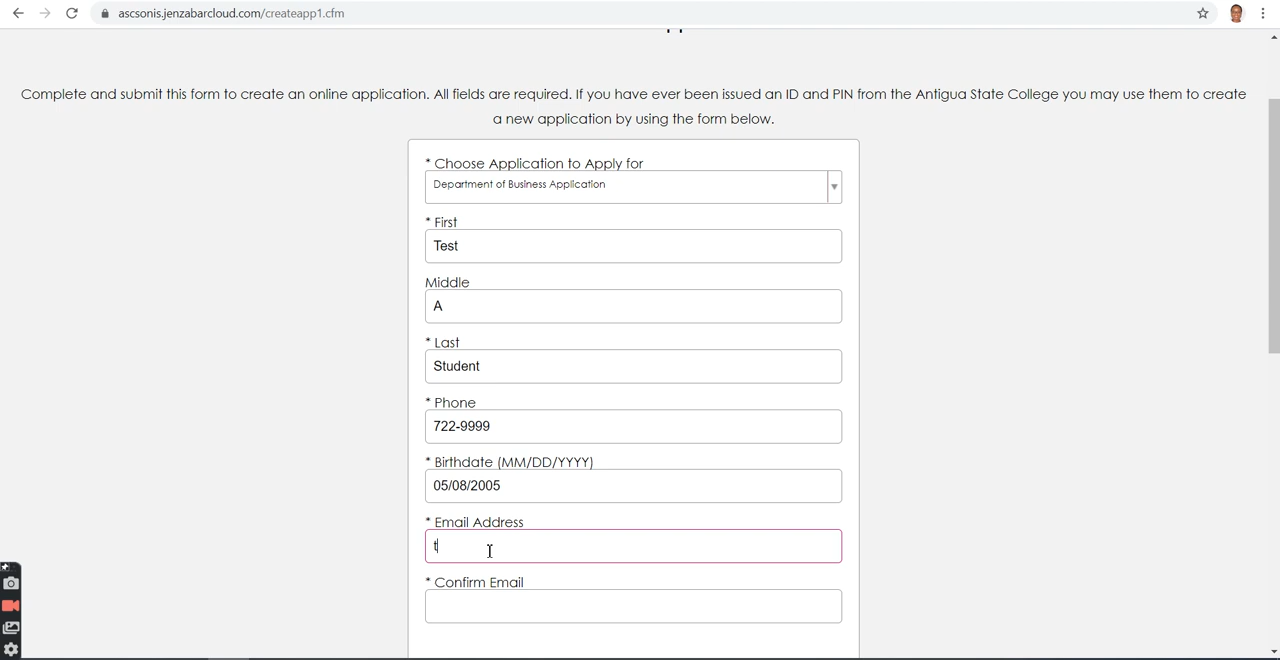 ascsonis.jenzabarcloud.com/createapp1.cfm
Complete and submit this form to create an online application. All fields are required. If you have ever been issued an ID and PIN from the Antigua State College you may use them to create
a new application by using the form below.
* Choose Application to Apply for
Department of Business Application
* First
Test
Middle
A
* Last
Student
* Phone
722-9999
* Birthdate (MM/DD/YYYY)
05/08/2005
* Email Address
t
* Confirm Email